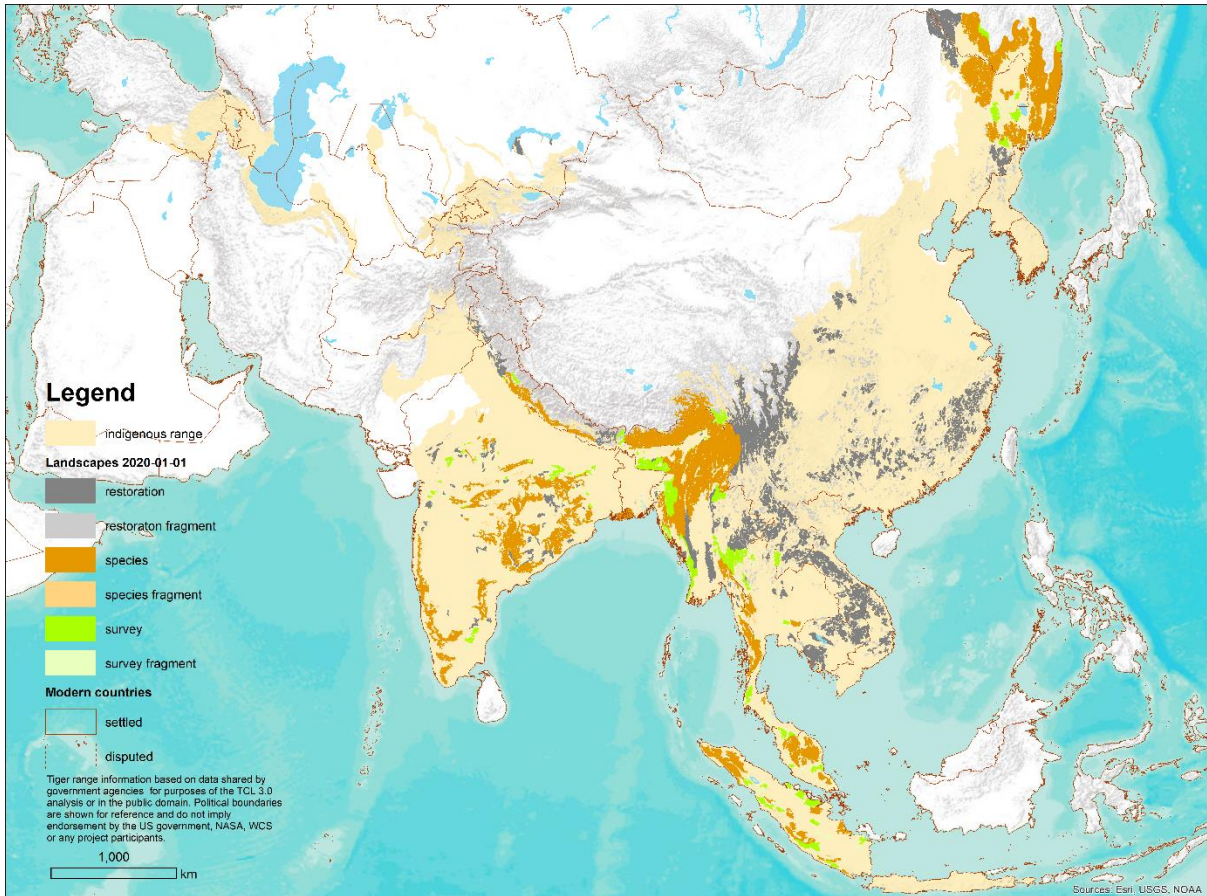 Legend
indigenous range
Landscapes 2020-01-01
restoration
restoraton fragment
species
species fragment
survey
survey fragment
Modern countries
settled
disputed
Tiger range information based on data shared by
government agencies for purposes of the TCL 3.0
analysis or in the public domain. Political boundaries
are shown for reference and do not imply
endorsement by the US government, NASA, WCS
or any project participants.
1,000
km
Sources: Esri, USGS, NOAA